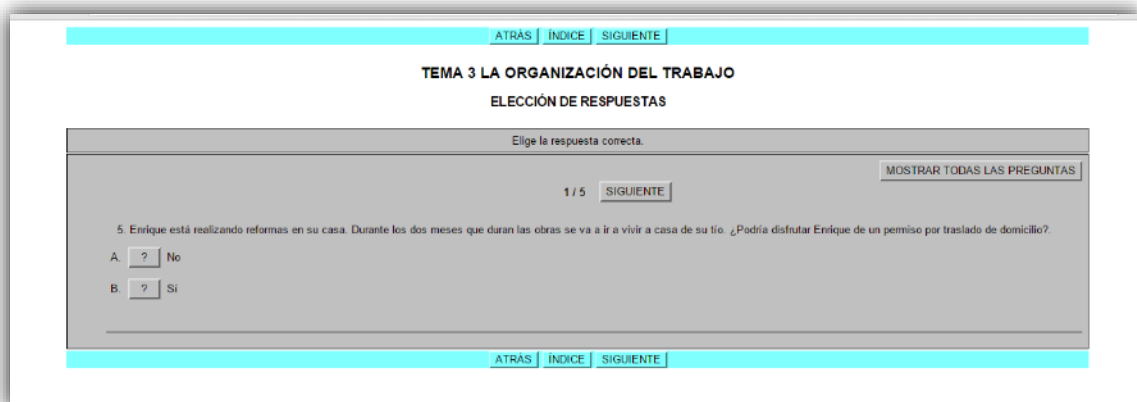 ATRÁS ÍNDICE SIGUIENTE
TEMA 3 LA ORGANIZACIÓN DEL TRABAJO
ELECCIÓN DE RESPUESTAS
Elige la respuesta correcta.
MOSTRAR TODAS LAS PREGUNTAS
1 / 5 SIGUIENTE
5. Enrique está realizando reformas en su casa. Durante los dos meses que duran las obras se va a ir a vivir a casa de su tío. ¿Podría disfrutar Enrique de un permiso por traslado de domicilio?.
A. ? No
B. ? Sí
ATRÁS ÍNDICE SIGUIENTE